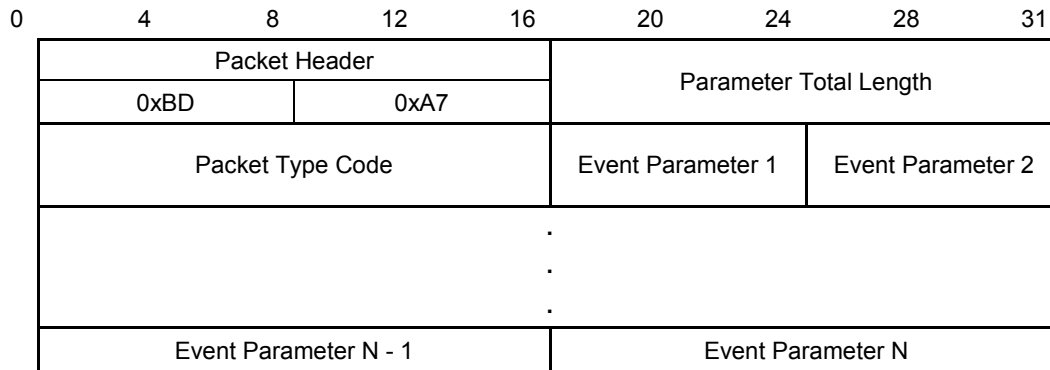 0 4 8 12 16 20 24 28 31
Packet Header
Parameter Total Length
0xBD 0xA7
Packet Type Code Event Parameter 1 Event Parameter 2
.
.
.
Event Parameter N - 1 Event Parameter N